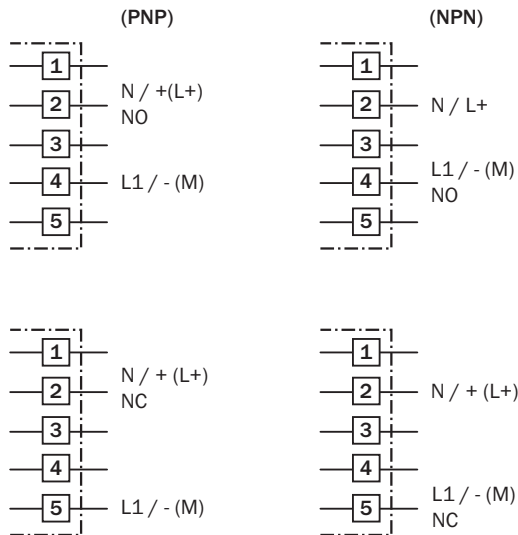 (PNP)
1
2
3
4
5
N / +(L+)
NO
L1 / - (M)
(NPN)
1
2
3
4
5
N / L+
L1 / - (M)
NO
1
2
3
4
5
N / + (L+)
NC
L1 / - (M)
1
2
3
4
5
N / + (L+)
L1 / - (M)
NC